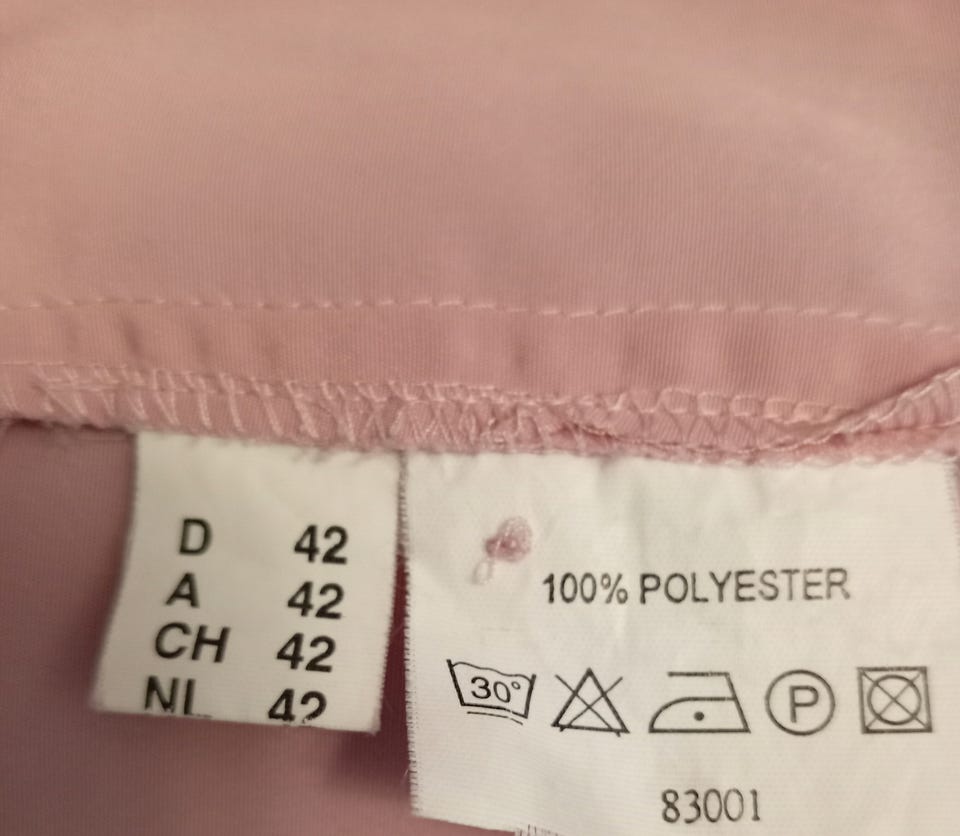 D 42
A 42
CH 42
NL 42
100% POLYESTER
30°
P
83001